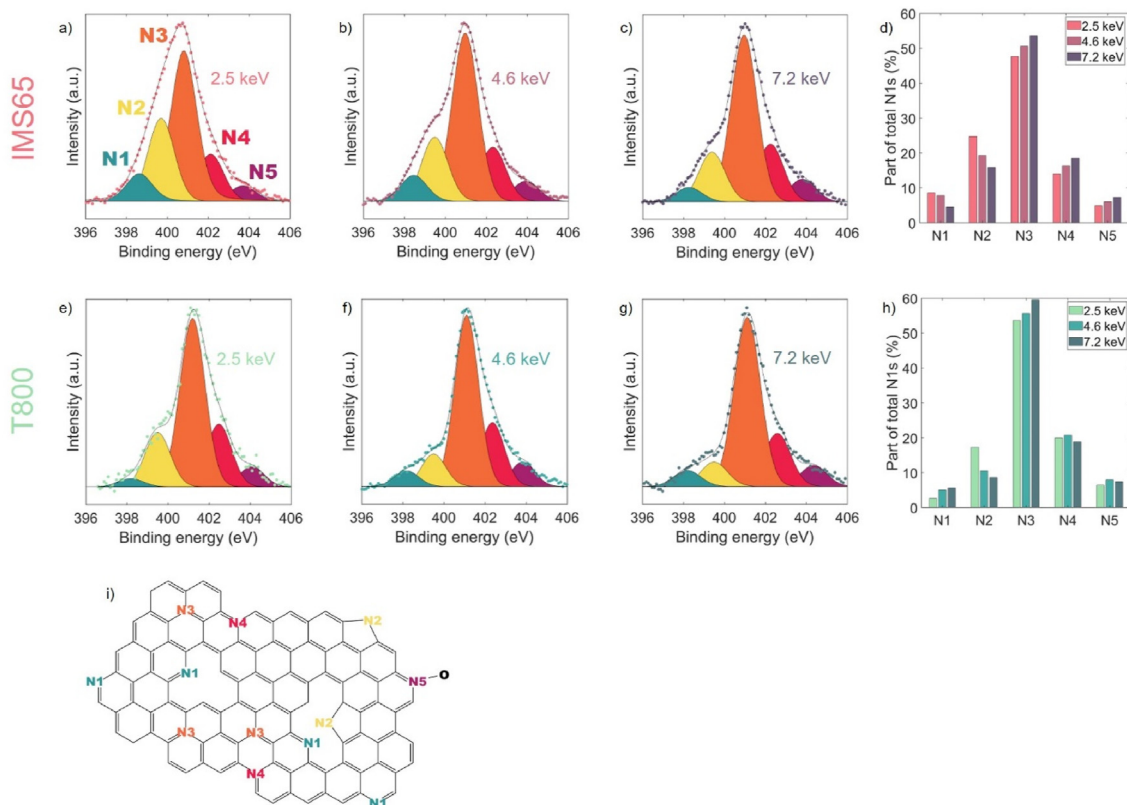 IMS65
a)
N3
N2
N1
N4
N5
2.5 keV
Intensity (a.u.)
396 398 400 402 404 406
Binding energy (eV)
b)
4.6 keV
Intensity (a.u.)
396 398 400 402 404 406
Binding energy (eV)
c)
7.2 keV
Intensity (a.u.)
396 398 400 402 404 406
Binding energy (eV)
d)
Part of total N1s (%)
60
50
40
30
20
10
0
2.5 keV
4.6 keV
7.2 keV
N1 N2 N3 N4 N5
T800
e)
2.5 keV
Intensity (a.u.)
396 398 400 402 404 406
Binding energy (eV)
f)
4.6 keV
Intensity (a.u.)
396 398 400 402 404 406
Binding energy (eV)
g)
7.2 keV
Intensity (a.u.)
396 398 400 402 404 406
Binding energy (eV)
h)
Part of total N1s (%)
60
50
40
30
20
10
0
2.5 keV
4.6 keV
7.2 keV
N1 N2 N3 N4 N5
i)
N3
N4
N2
N1
N1
N5
O
N2
N3
N3
N1
N4
N1